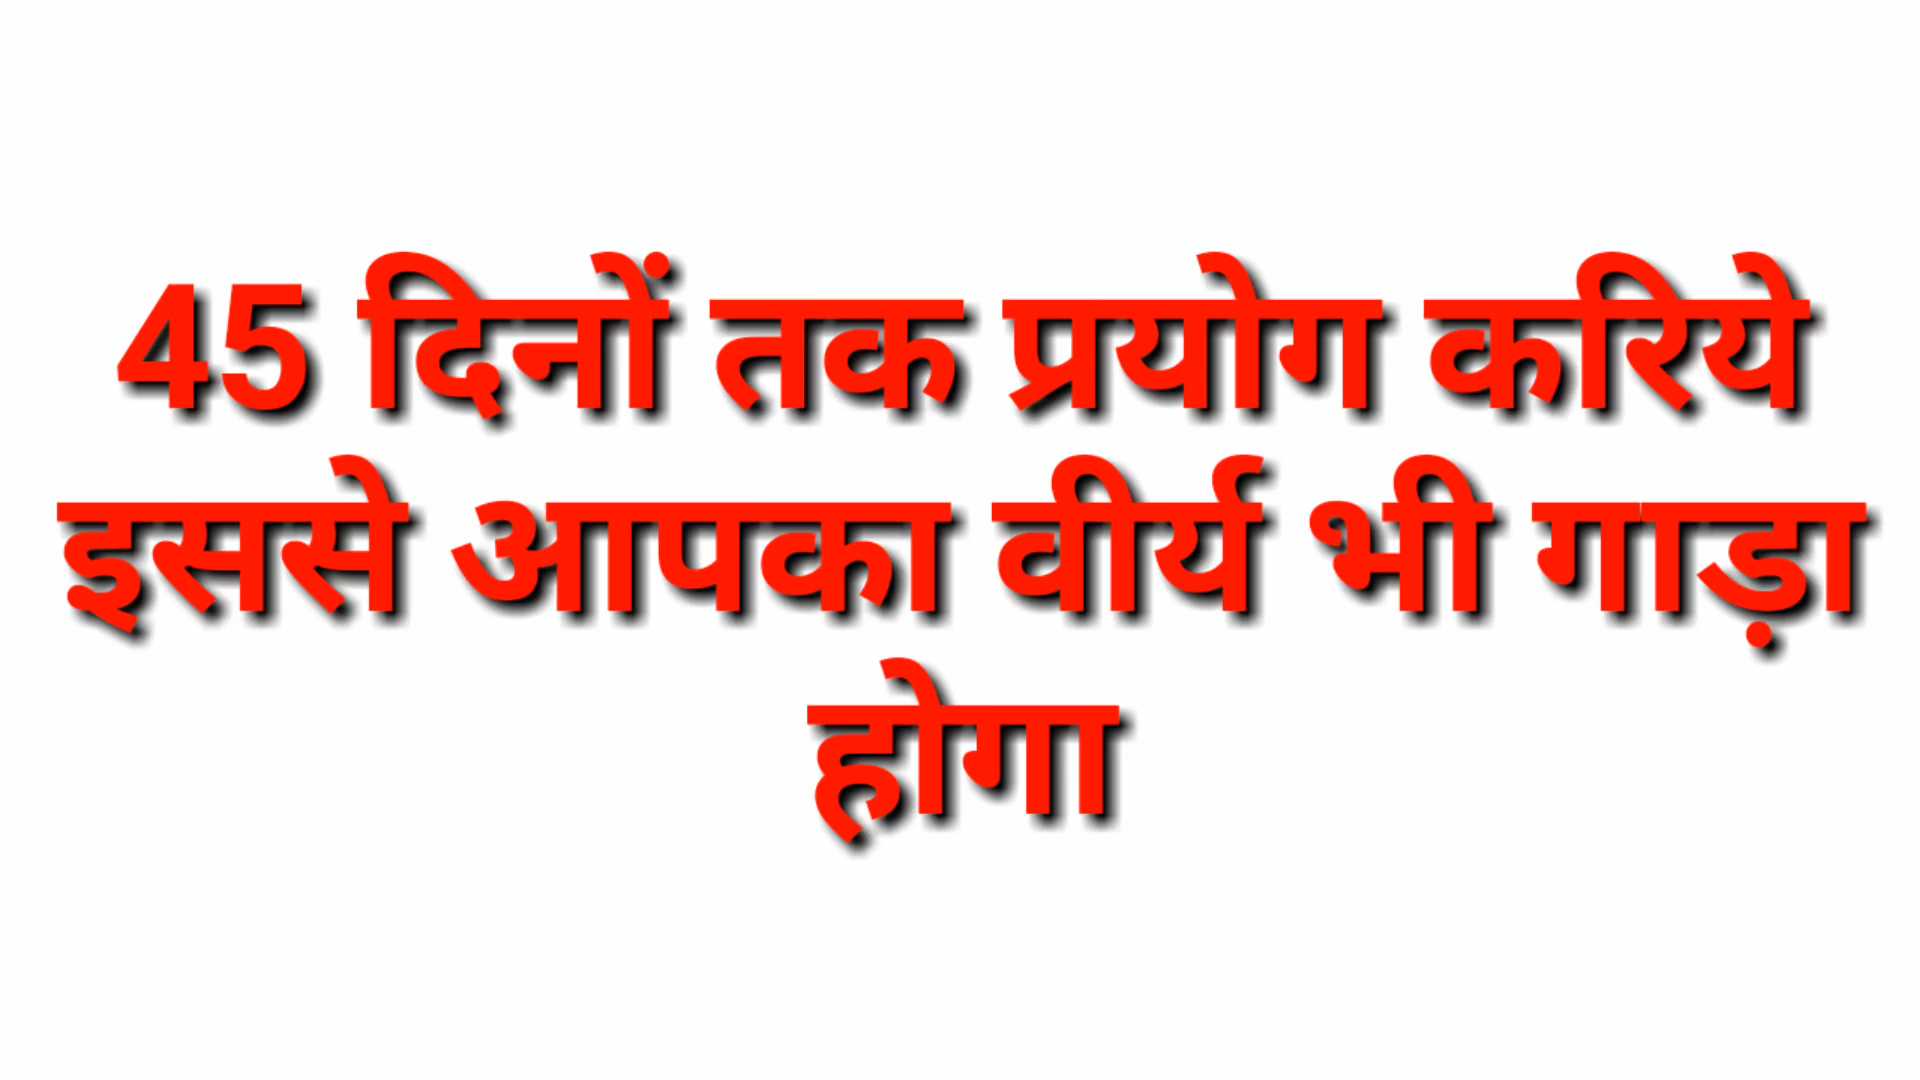 45 दिनों तक प्रयोग करिये
इससे आपका वीर्य भी गाड़ा
होगा